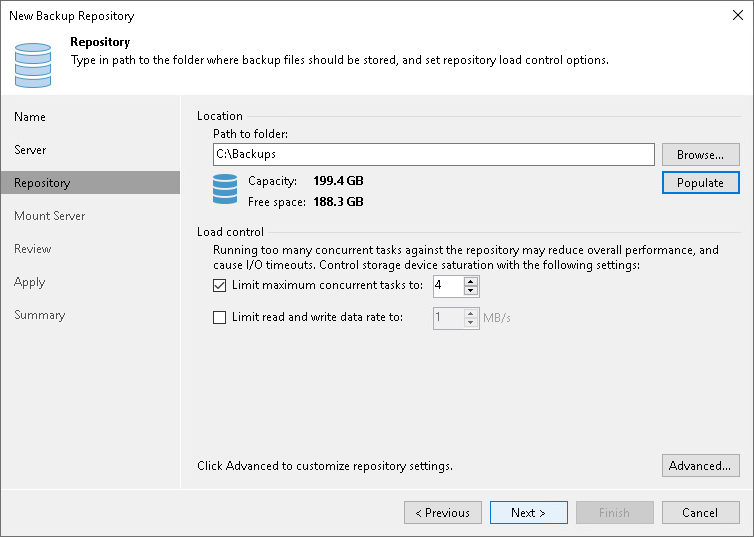 New Backup Repository
Repository
Type in path to the folder where backup files should be stored, and set repository load control options.
Name
Server
Repository
Mount Server
Review
Apply
Summary
Location
Path to folder:
C:\Backups
Browse...
Capacity: 199.4 GB
Populate
Free space: 188.3 GB
Load control
Running too many concurrent tasks against the repository may reduce overall performance, and
cause I/O timeouts. Control storage device saturation with the following settings:
Limit maximum concurrent tasks to: 4
Limit read and write data rate to: 1 MB/s
Click Advanced to customize repository settings.
Advanced...
< Previous
Next >
Finish
Cancel